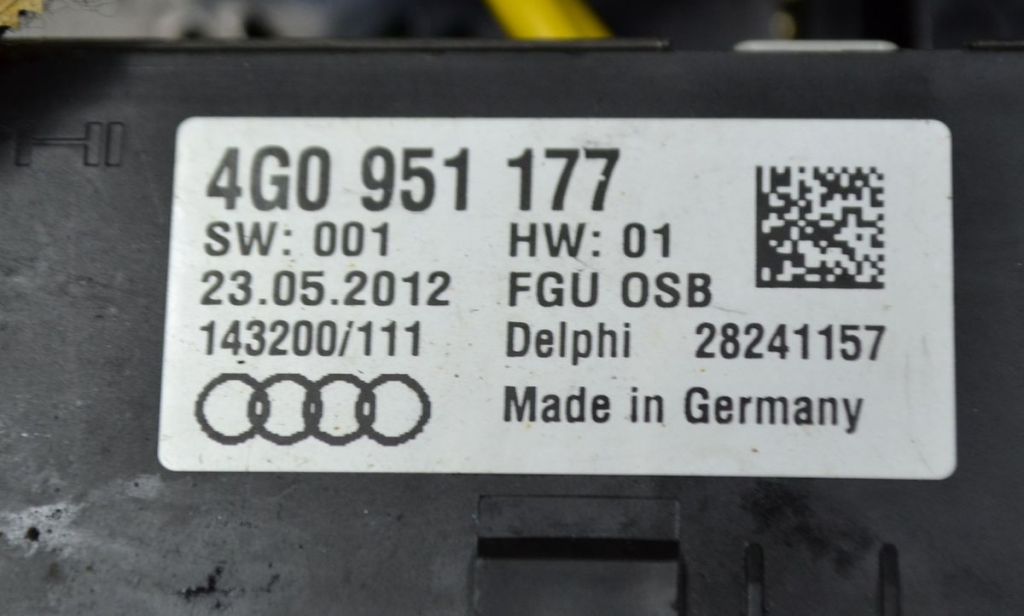 4G0 951 177
SW: 001 HW: 01
23.05.2012 FGU OSB
143200/111 Delphi 28241157
Made in Germany